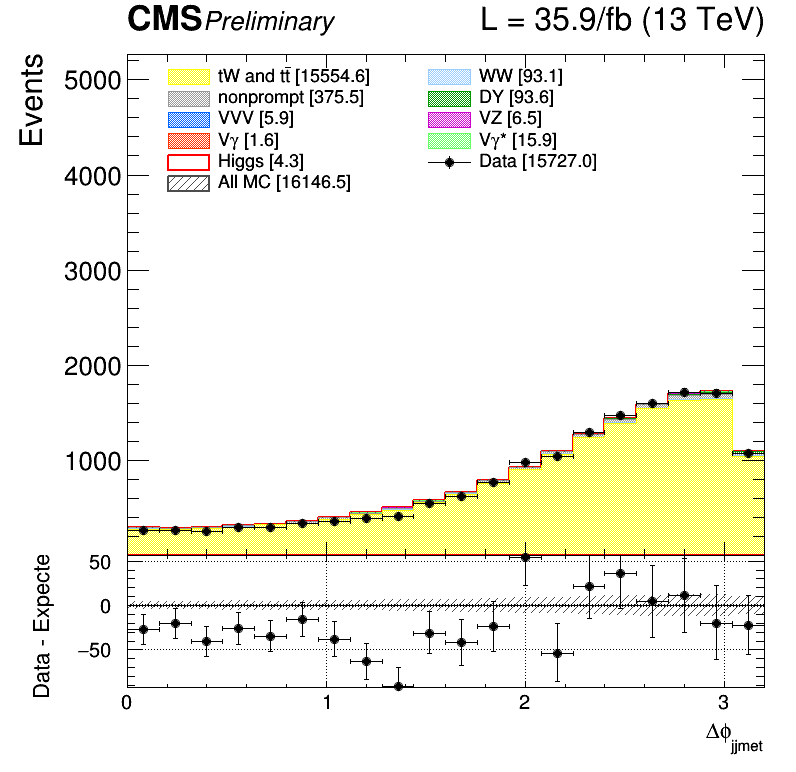 CMS Preliminary L = 35.9/fb (13 TeV)
Events
5000
4000
3000
2000
1000
tW and tt̄ [15554.6]
nonprompt [375.5]
VVV [5.9]
Vγ [1.6]
Higgs [4.3]
All MC [16146.5]
WW [93.1]
DY [93.6]
VZ [6.5]
Vγ* [15.9]
Data [15727.0]
Data - Expecte
50
0
−50
0 1 2 3
Δϕjjmet